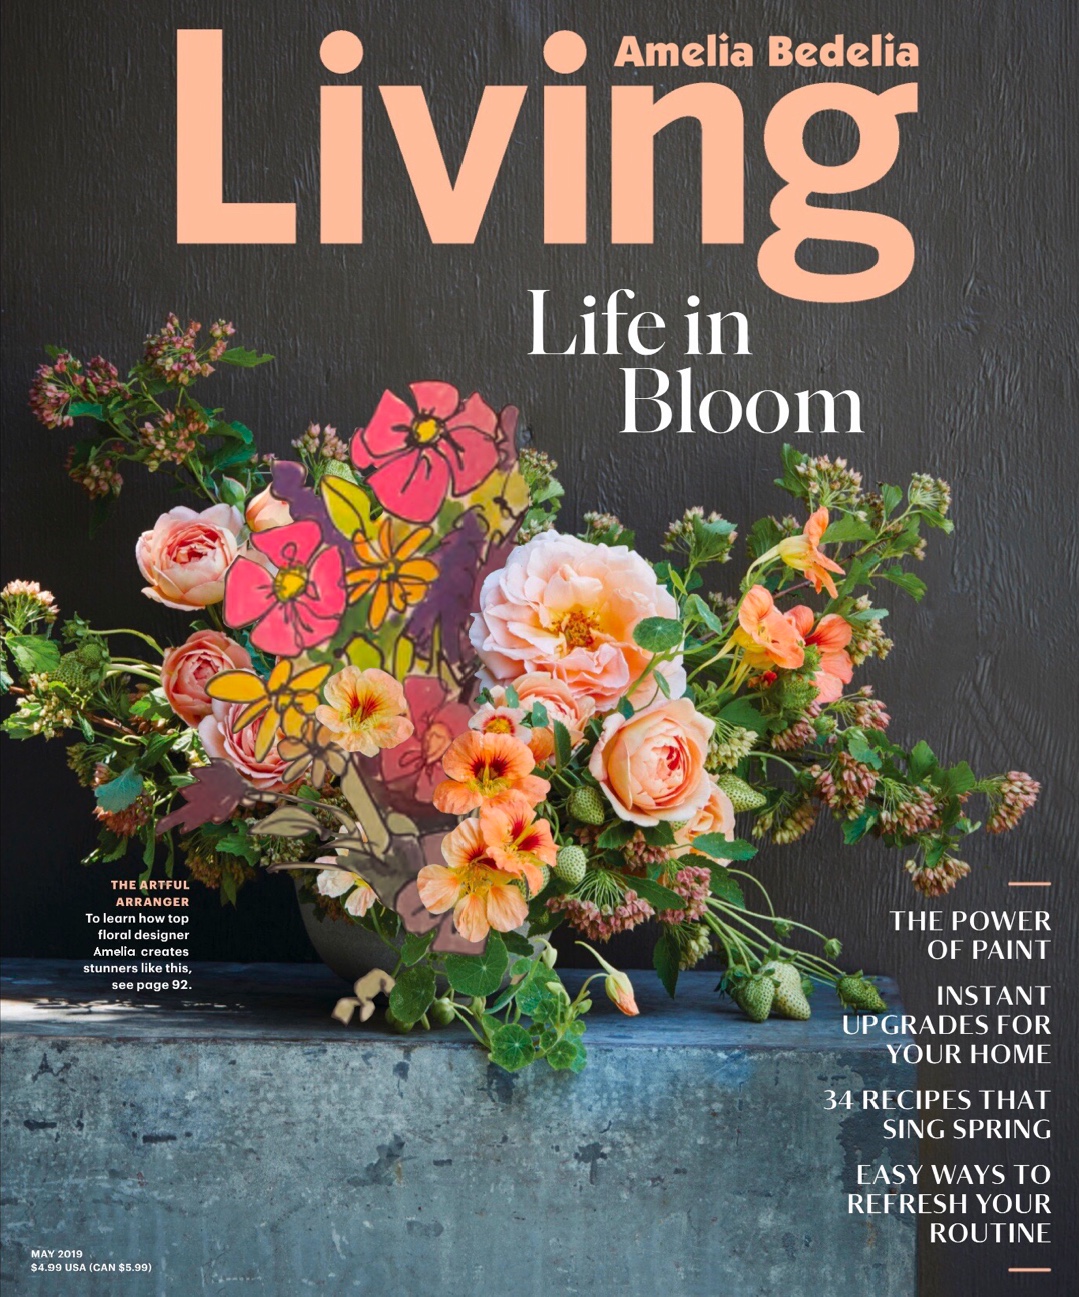 Amelia Bedelia
Living
Life in
Bloom
THE ARTFUL
ARRANGER
To learn how top
floral designer
Amelia creates
stunners like this,
see page 92.
THE POWER
OF PAINT
INSTANT
UPGRADES FOR
YOUR HOME
34 RECIPES THAT
SING SPRING
EASY WAYS TO
REFRESH YOUR
ROUTINE
MAY 2019
$4.99 USA (CAN $5.99)